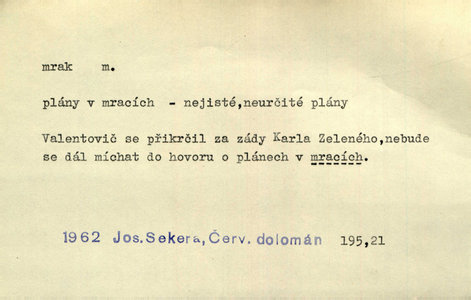 mrak m.
plány v mracích - nejisté,neurčité plány
Valentovič se přikrčil za zády Karla Zeleného,nebude
se dál míchat do hovoru o plánech v mracích.
1962 Jos. Sekera, Červ. dolomán 195,21